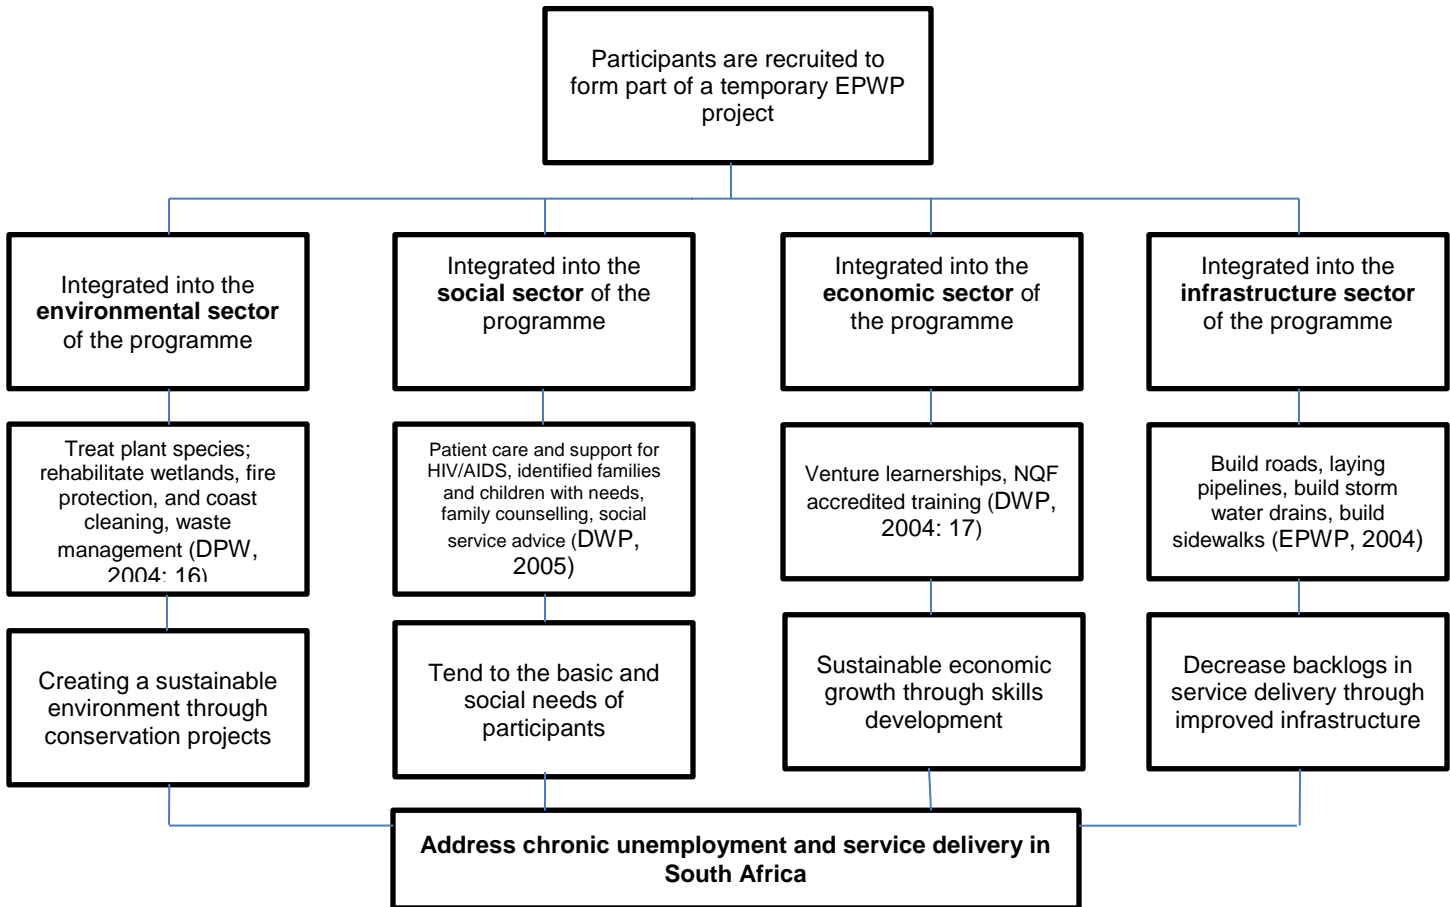 Participants are recruited to
form part of a temporary EPWP
project
Integrated into the
environmental sector
of the programme
Integrated into the
social sector of the
programme
Integrated into the
economic sector of
the programme
Integrated into the
infrastructure sector
of the programme
Treat plant species;
rehabilitate wetlands, fire
protection, and coast
cleaning, waste
management (DPW,
2004: 16)
Patient care and support for
HIV/AIDS, identified families
and children with needs,
family counselling, social
service advice (DWP,
2005)
Venture learnerships, NQF
accredited training (DWP,
2004: 17)
Build roads, laying
pipelines, build storm
water drains, build
sidewalks (EPWP, 2004)
Creating a sustainable
environment through
conservation projects
Tend to the basic and
social needs of
participants
Sustainable economic
growth through skills
development
Decrease backlogs in
service delivery through
improved infrastructure
Address chronic unemployment and service delivery in
South Africa